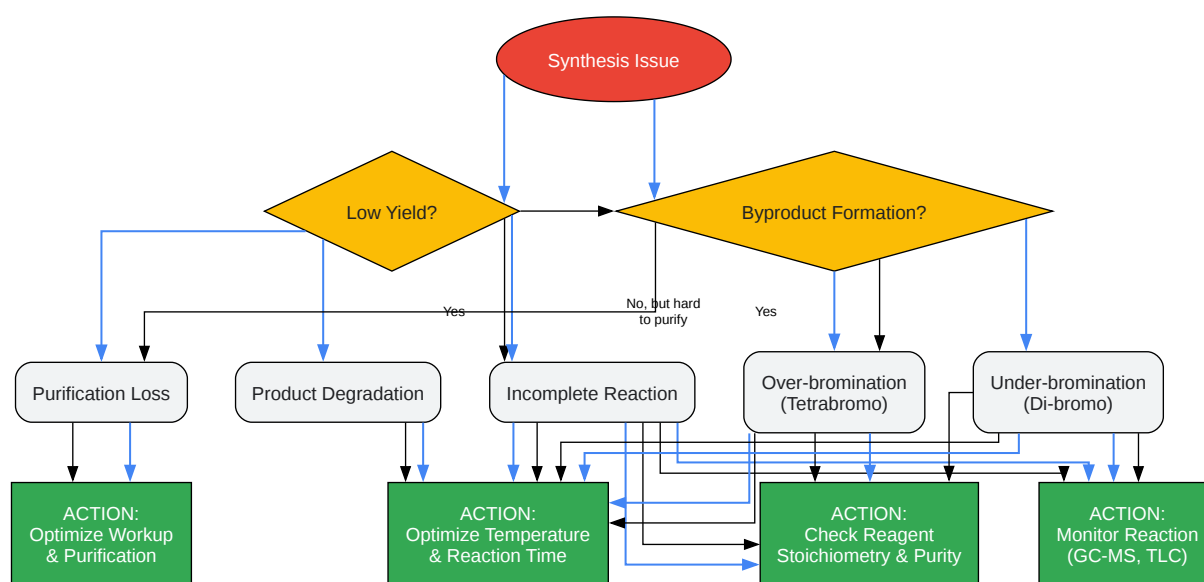 Synthesis Issue
Low Yield?
Byproduct Formation?
Yes
No, but hard
to purify
Yes
Purification Loss
Product Degradation
Incomplete Reaction
Over-bromination
(Tetrabromo)
Under-bromination
(Di-bromo)
ACTION:
Optimize Workup
& Purification
ACTION:
Optimize Temperature
& Reaction Time
ACTION:
Check Reagent
Stoichiometry & Purity
ACTION:
Monitor Reaction
(GC-MS, TLC)